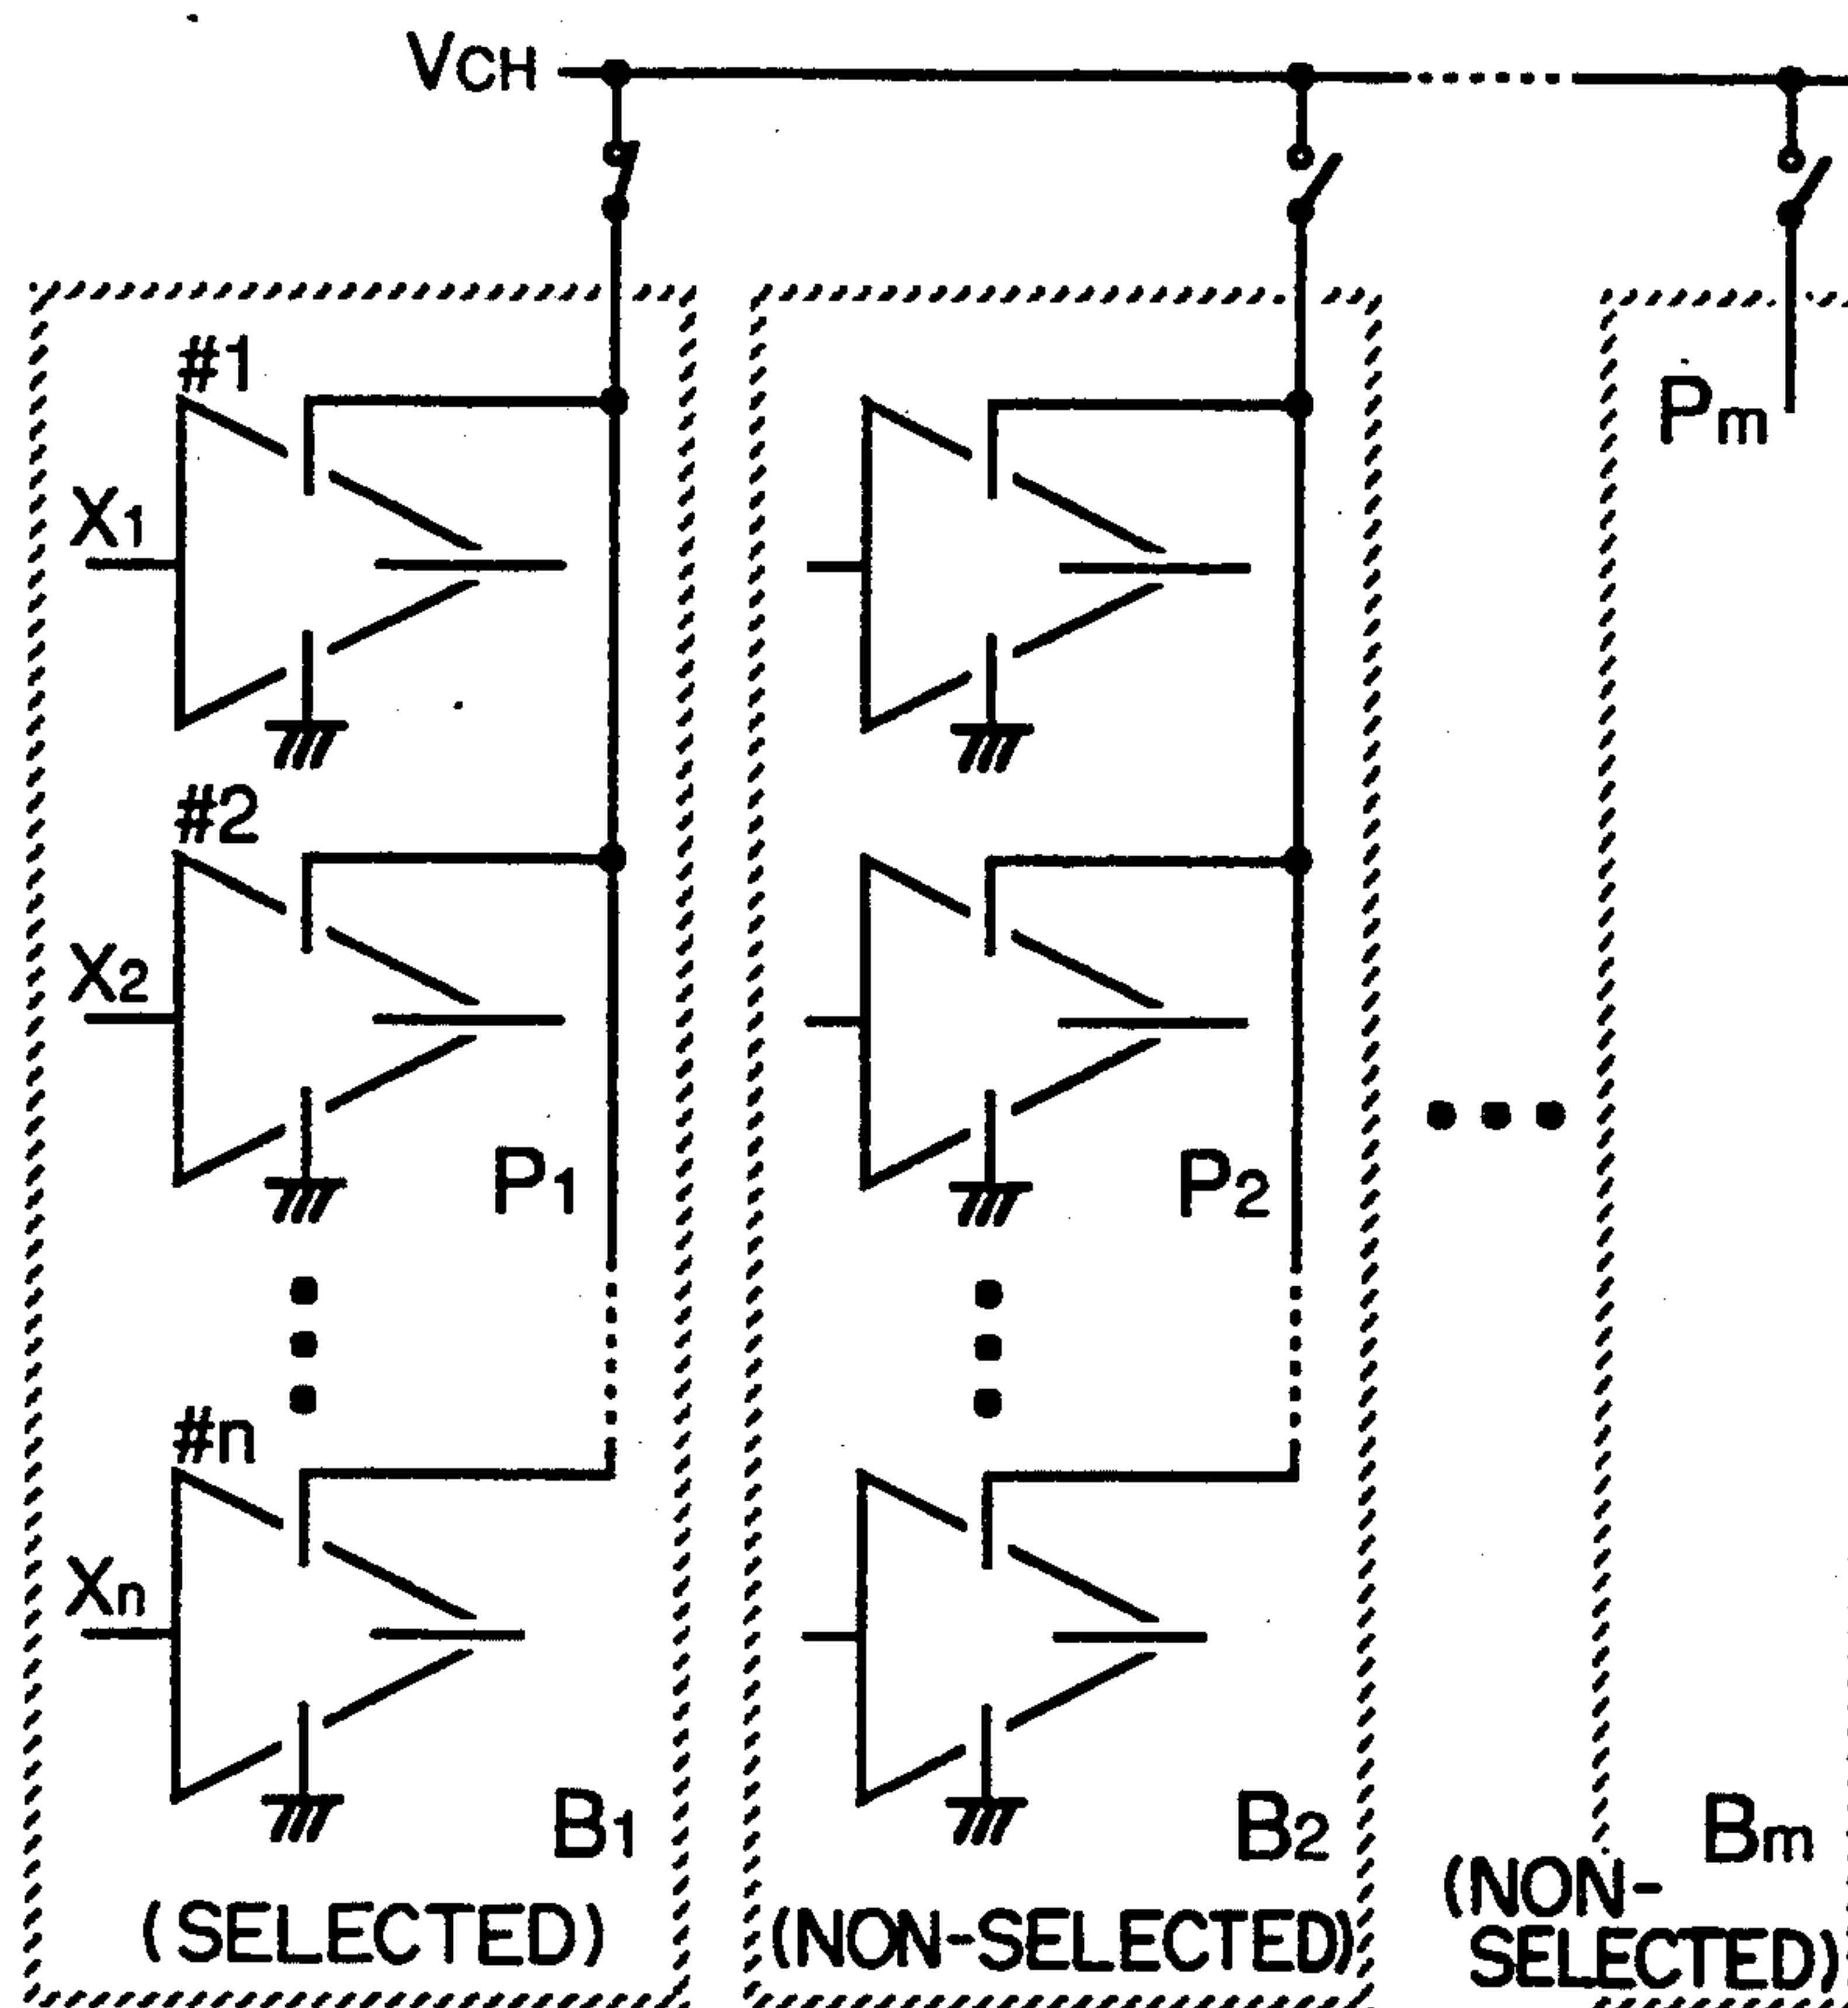 VCH
#1
X1
#2
X2
P1
#n
Xn
B1
(SELECTED)
P2
B2
(NON-SELECTED)
Pm
Bm
(NON-
SELECTED)